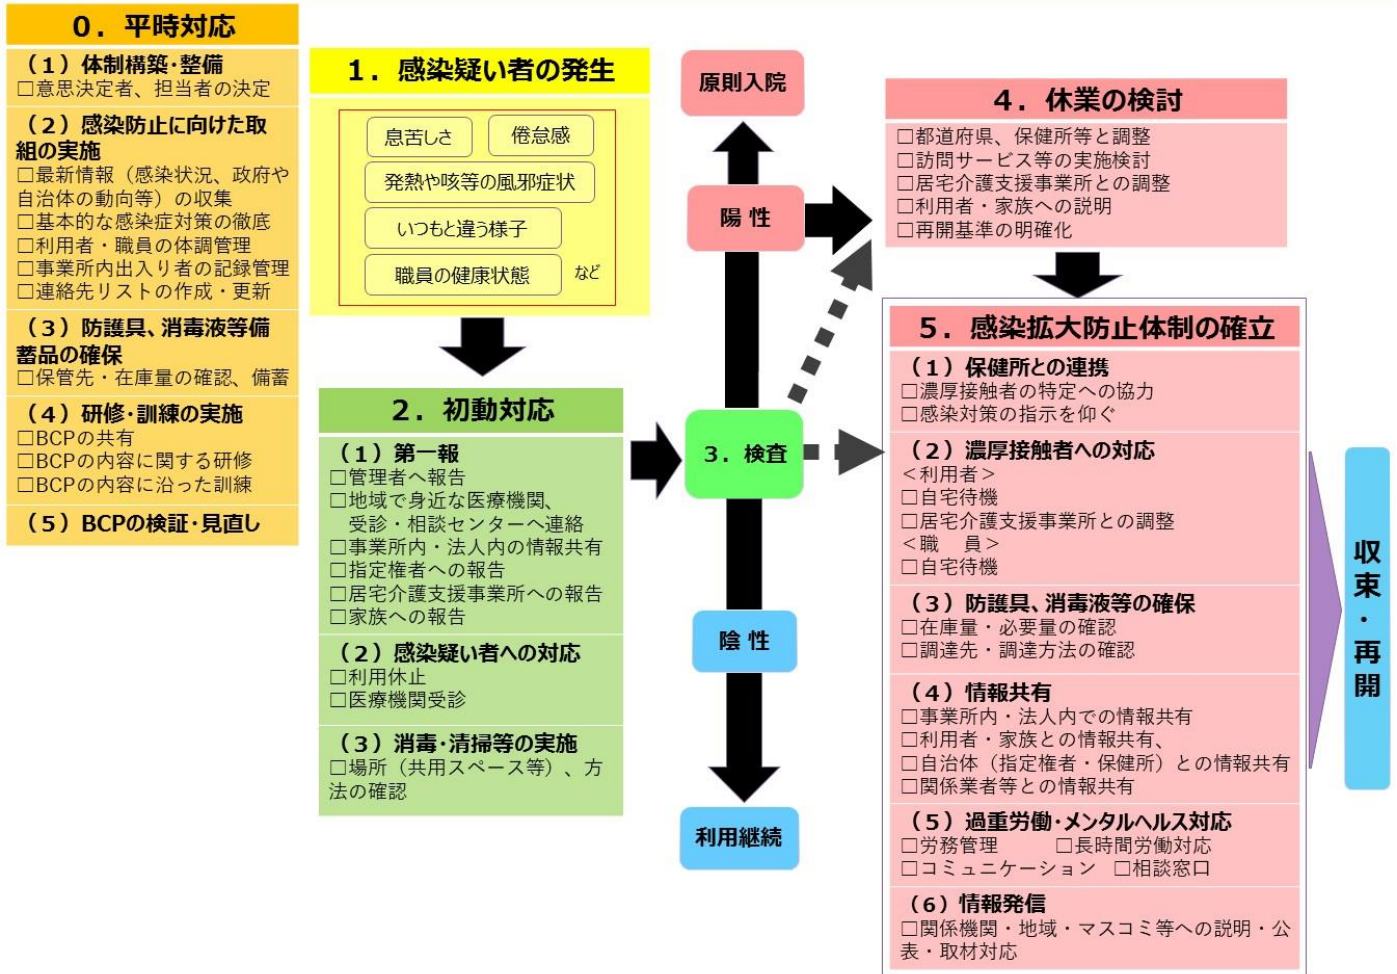 ０．平時対応
（１）体制構築・整備
□意思決定者、担当者の決定
（２）感染防止に向けた取
組の実施
□最新情報（感染状況、政府や
自治体の動向等）の収集
□基本的な感染症対策の徹底
□利用者・職員の体調管理
□事業所内出入り者の記録管理
□連絡先リストの作成・更新
（３）防護具、消毒液等備
蓄品の確保
□保管先・在庫量の確認、備蓄
（４）研修・訓練の実施
□BCPの共有
□BCPの内容に関する研修
□BCPの内容に沿った訓練
（５）BCPの検証・見直し
１．感染疑い者の発生
息苦しさ
倦怠感
発熱や咳等の風邪症状
いつもと違う様子
職員の健康状態
など
２．初動対応
（１）第一報
□管理者へ報告
□地域で身近な医療機関、
受診・相談センターへ連絡
□事業所内・法人内の情報共有
□指定権者への報告
□居宅介護支援事業所への報告
□家族への報告
（２）感染疑い者への対応
□利用休止
□医療機関受診
（３）消毒・清掃等の実施
□場所（共用スペース等）、方
法の確認
原則入院
陽 性
３．検査
陰 性
利用継続
４．休業の検討
□都道府県、保健所等と調整
□訪問サービス等の実施検討
□居宅介護支援事業所との調整
□利用者・家族への説明
□再開基準の明確化
５．感染拡大防止体制の確立
（１）保健所との連携
□濃厚接触者の特定への協力
□感染対策の指示を仰ぐ
（２）濃厚接触者への対応
＜利用者＞
□自宅待機
□居宅介護支援事業所との調整
＜職　員＞
□自宅待機
（３）防護具、消毒液等の確保
□在庫量・必要量の確認
□調達先・調達方法の確認
（４）情報共有
□事業所内・法人内での情報共有
□利用者・家族との情報共有、
□自治体（指定権者・保健所）との情報共有
□関係業者等との情報共有
（５）過重労働・メンタルヘルス対応
□労務管理　　□長時間労働対応
□コミュニケーション　□相談窓口
（６）情報発信
□関係機関・地域・マスコミ等への説明・公
表・取材対応
収束・再開